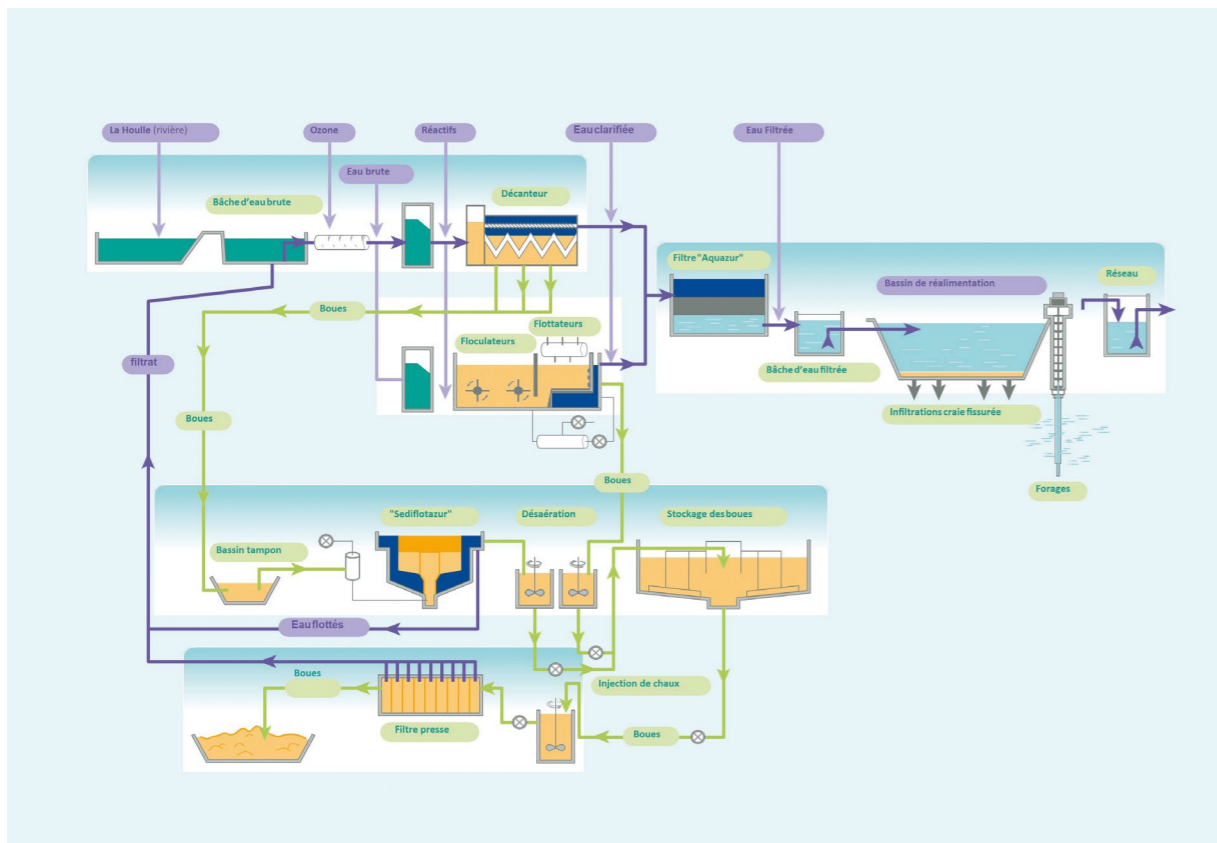 La Houlle (rivière)
Ozone
Réactifs
Eau clarifiée
Eau Filtrée
Eau brute
Décanteur
Bâche d'eau brute
Filtre "Aquazur"
Bassin de réalimentation
Réseau
Boues
Flottateurs
Floculateurs
filtrat
Bâche d'eau filtrée
Infiltrations craie fissurée
Boues
Boues
Forages
"Sediflotazur"
Désaération
Stockage des boues
Bassin tampon
Eau flottés
Boues
Injection de chaux
Filtre presse
Boues